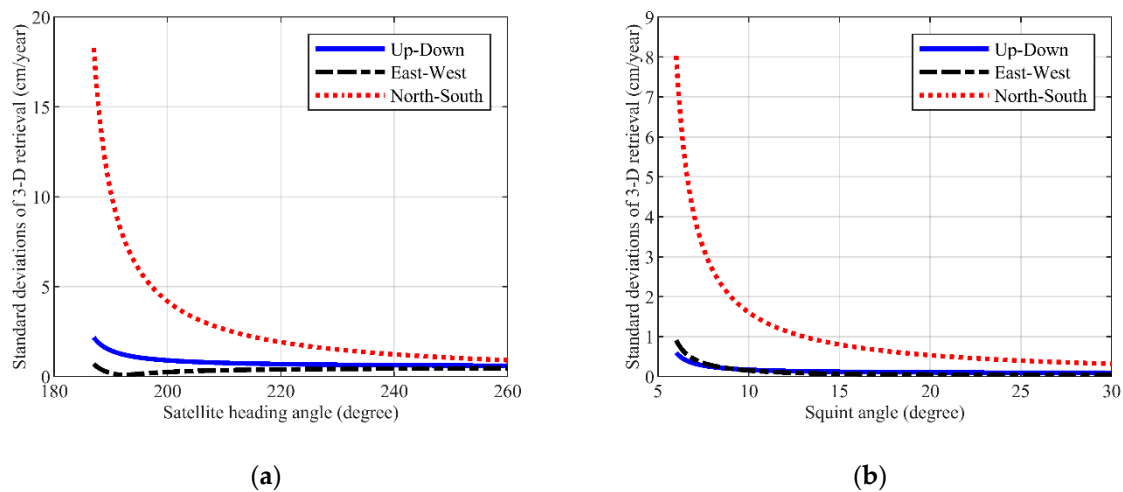 Standard deviations of 3-D retrieval (cm/year)
20
15
10
5
0
180 200 220 240 260
Satellite heading angle (degree)
Up-Down
East-West
North-South
(a)
Standard deviations of 3-D retrieval (cm/year)
9
8
7
6
5
4
3
2
1
0
5 10 15 20 25 30
Squint angle (degree)
Up-Down
East-West
North-South
(b)